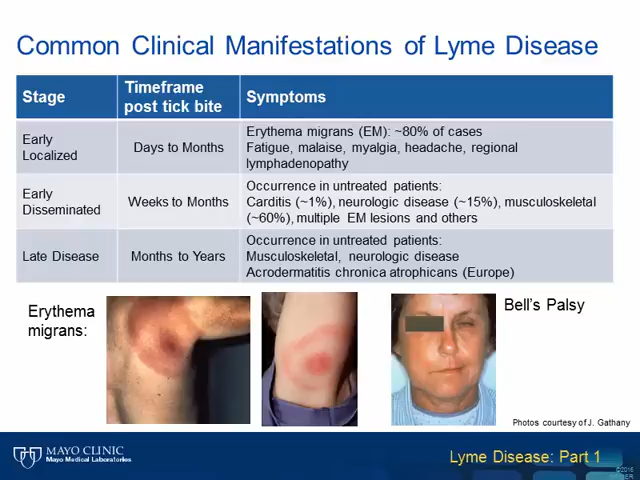 Common Clinical Manifestations of Lyme Disease
Stage
Timeframe
post tick bite
Symptoms
Early
Localized
Days to Months
Erythema migrans (EM): ~80% of cases
Fatigue, malaise, myalgia, headache, regional
lymphadenopathy
Early
Disseminated
Weeks to Months
Occurrence in untreated patients:
Carditis (~1%), neurologic disease (~15%), musculoskeletal
(~60%), multiple EM lesions and others
Late Disease
Months to Years
Occurrence in untreated patients:
Musculoskeletal, neurologic disease
Acrodermatitis chronica atrophicans (Europe)
Erythema
migrans:
Bell's Palsy
Photos courtesy of J. Gathany
MAYO CLINIC
Mayo Medical Laboratories
Lyme Disease: Part 1
©2016